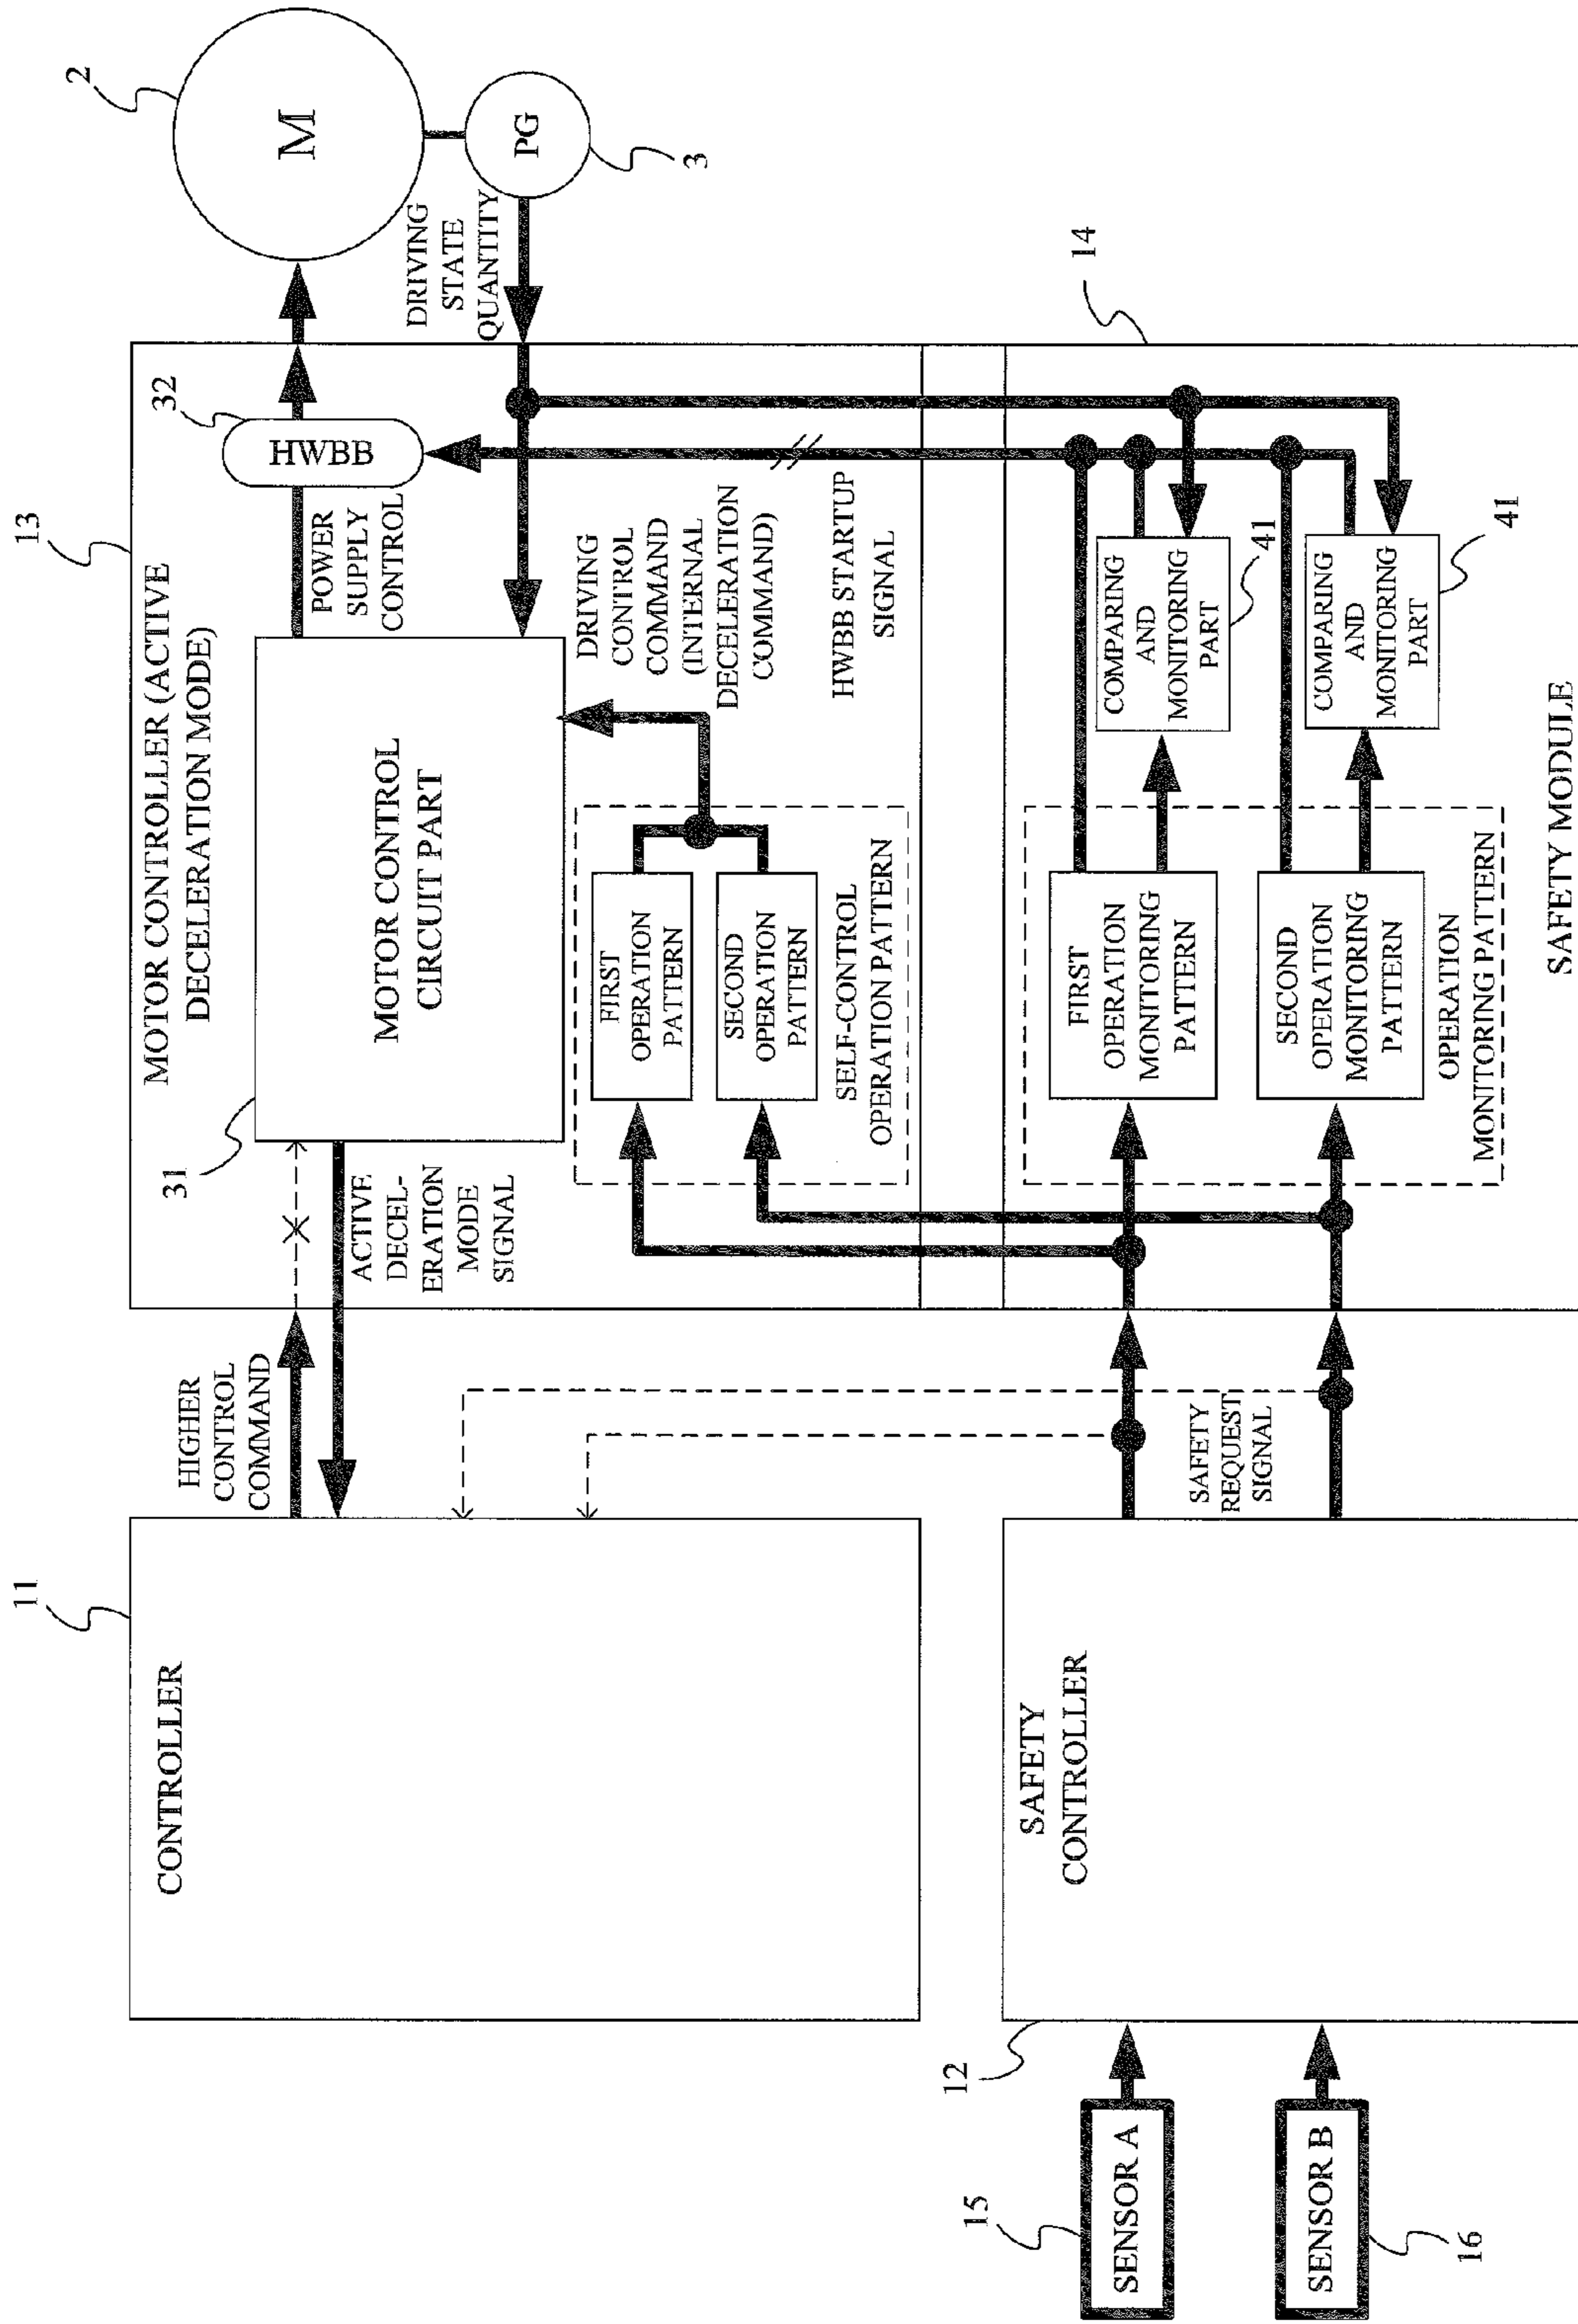 11
CONTROLLER
HIGHER
CONTROL
COMMAND
13
MOTOR CONTROLLER (ACTIVE
DECELERATION MODE)
31
MOTOR CONTROL
CIRCUIT PART
ACTIVE
DECEL-
ERATION
MODE
SIGNAL
POWER
SUPPLY
CONTROL
32
HWBB
2
M
PG
3
DRIVING
STATE
QUANTITY
FIRST
OPERATION
PATTERN
SECOND
OPERATION
PATTERN
SELF-CONTROL
OPERATION PATTERN
DRIVING
CONTROL
COMMAND
(INTERNAL
DECELERATION
COMMAND)
HWBB STARTUP
SIGNAL
15
SENSOR A
SENSOR B
16
12
SAFETY
CONTROLLER
SAFETY
REQUEST
SIGNAL
14
FIRST
OPERATION
MONITORING
PATTERN
SECOND
OPERATION
MONITORING
PATTERN
OPERATION
MONITORING PATTERN
COMPARING
AND
MONITORING
PART
41
COMPARING
AND
MONITORING
PART
41
SAFETY MODULE